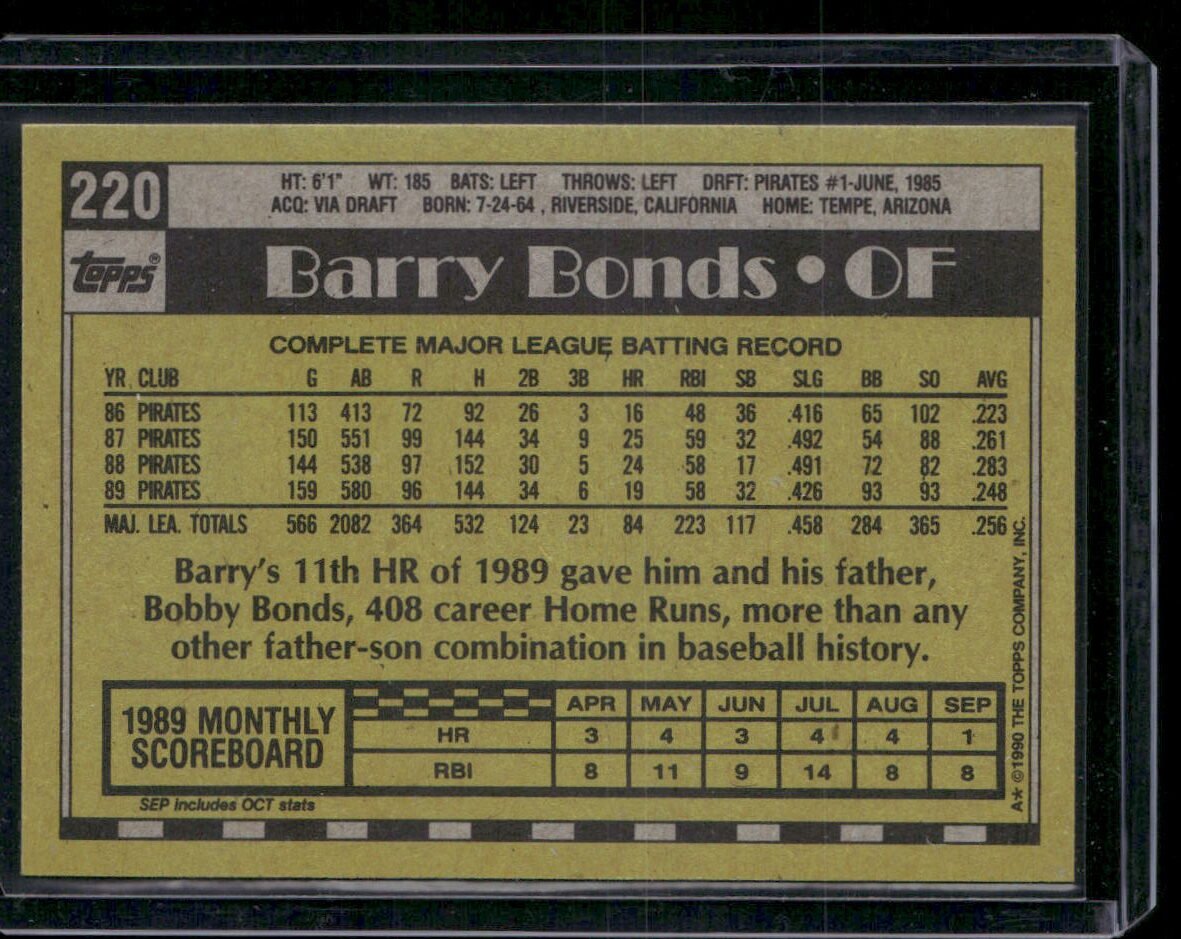 220
HT: 6'1" WT: 185 BATS: LEFT THROWS: LEFT DRFT: PIRATES #1-JUNE, 1985
ACQ: VIA DRAFT BORN: 7-24-64 , RIVERSIDE, CALIFORNIA HOME: TEMPE, ARIZONA
topps®
Barry Bonds • OF
COMPLETE MAJOR LEAGUE BATTING RECORD
YR CLUB G AB R H 2B 3B HR RBI SB SLG BB SO AVG
86 PIRATES 113 413 72 92 26 3 16 48 36 .416 65 102 .223
87 PIRATES 150 551 99 144 34 9 25 59 32 .492 54 88 .261
88 PIRATES 144 538 97 152 30 5 24 58 17 .491 72 82 .283
89 PIRATES 159 580 96 144 34 6 19 58 32 .426 93 93 .248
MAJ. LEA. TOTALS 566 2082 364 532 124 23 84 223 117 .458 284 365 .256
Barry's 11th HR of 1989 gave him and his father,
Bobby Bonds, 408 career Home Runs, more than any
other father-son combination in baseball history.
1989 MONTHLY
SCOREBOARD
APR MAY JUN JUL AUG SEP
HR 3 4 3 4 4 1
RBI 8 11 9 14 8 8
SEP includes OCT stats
A* ©1990 THE TOPPS COMPANY, INC.